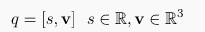 q = [s, v]   s ∈ ℝ, v ∈ ℝ³